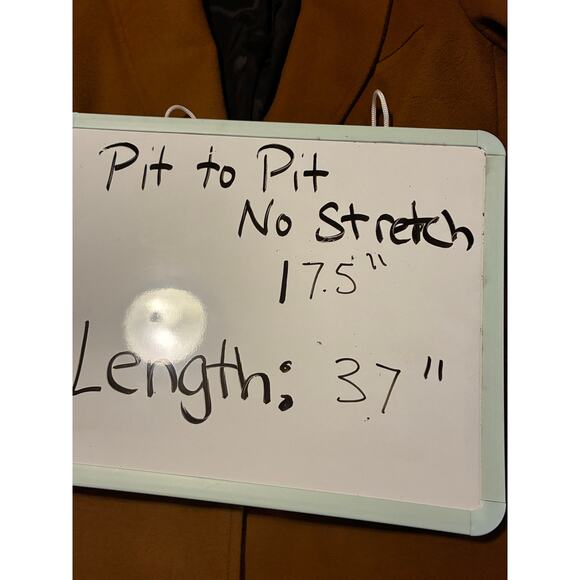 Pit to Pit
No Stretch
17.5"
Length: 37"